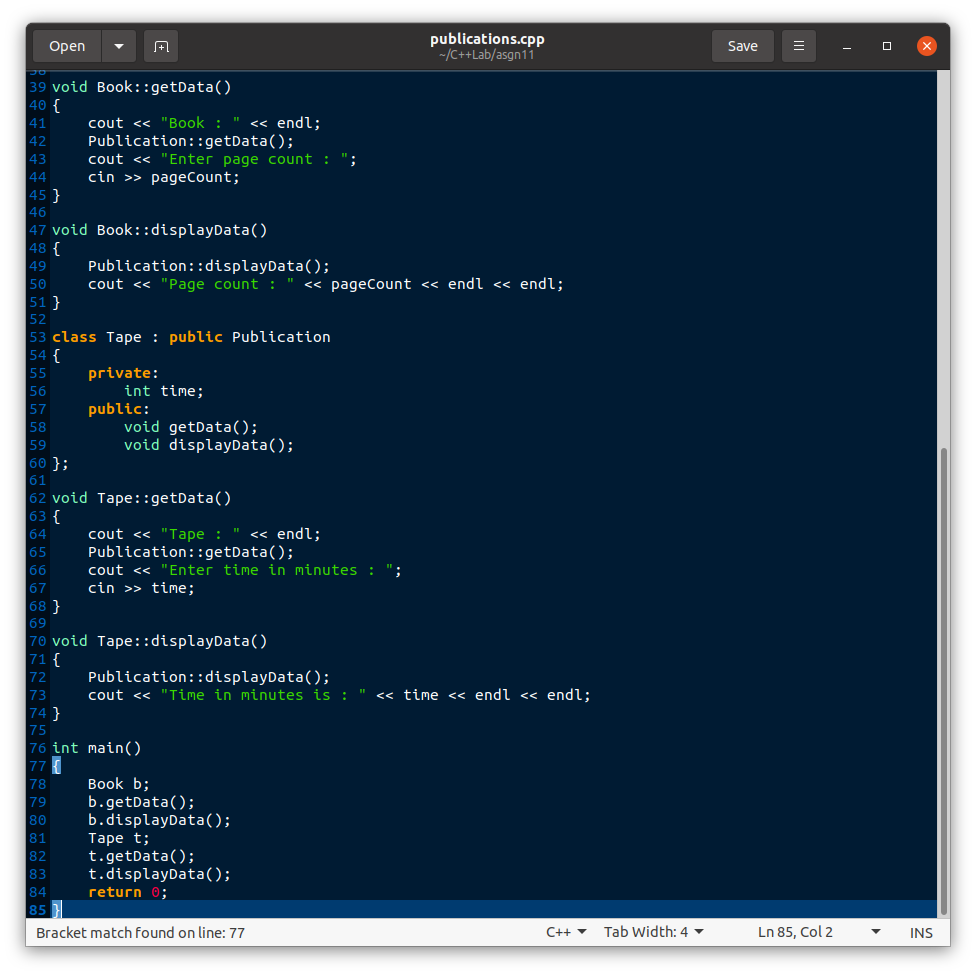 Open
publications.cpp
~/C++Lab/asgn11
Save
38
39 void Book::getData()
40 {
41     cout << "Book : " << endl;
42     Publication::getData();
43     cout << "Enter page count : ";
44     cin >> pageCount;
45 }
46
47 void Book::displayData()
48 {
49     Publication::displayData();
50     cout << "Page count : " << pageCount << endl << endl;
51 }
52
53 class Tape : public Publication
54 {
55     private:
56         int time;
57     public:
58         void getData();
59         void displayData();
60 };
61
62 void Tape::getData()
63 {
64     cout << "Tape : " << endl;
65     Publication::getData();
66     cout << "Enter time in minutes : ";
67     cin >> time;
68 }
69
70 void Tape::displayData()
71 {
72     Publication::displayData();
73     cout << "Time in minutes is : " << time << endl << endl;
74 }
75
76 int main()
77 {
78     Book b;
79     b.getData();
80     b.displayData();
81     Tape t;
82     t.getData();
83     t.displayData();
84     return 0;
85 }
Bracket match found on line: 77 C++ Tab Width: 4 Ln 85, Col 2 INS